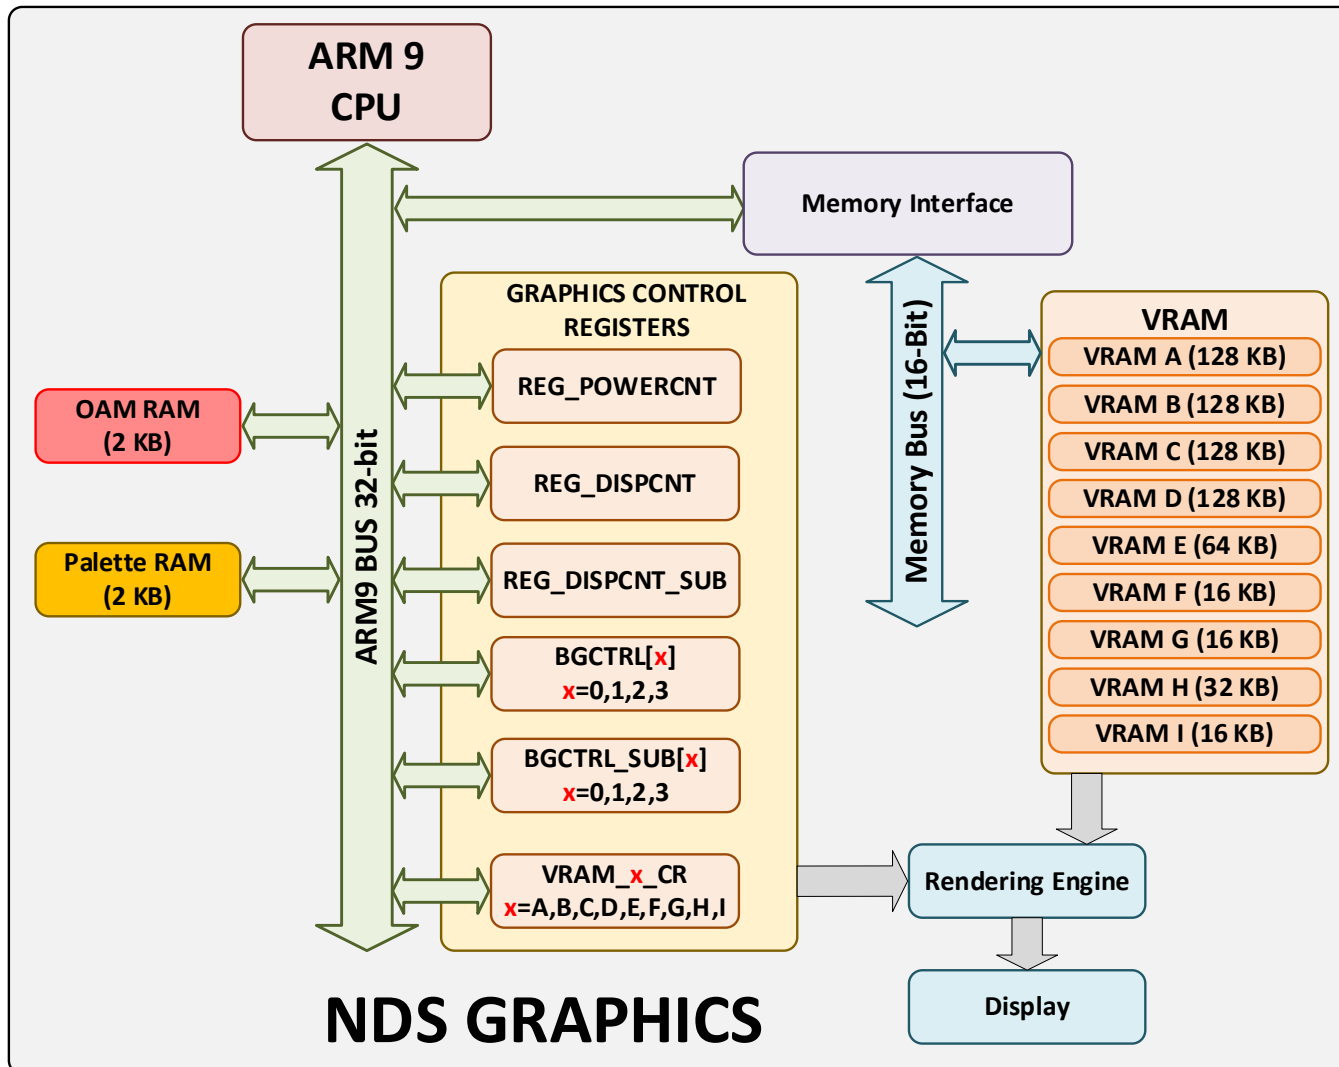 ARM 9
CPU
Memory Interface
GRAPHICS CONTROL
REGISTERS
REG_POWERCNT
REG_DISPCNT
REG_DISPCNT_SUB
BGCTRL[x]
x=0,1,2,3
BGCTRL_SUB[x]
x=0,1,2,3
VRAM_x_CR
x=A,B,C,D,E,F,G,H,I
OAM RAM
(2 KB)
Palette RAM
(2 KB)
ARM9 BUS 32-bit
Memory Bus (16-Bit)
VRAM
VRAM A (128 KB)
VRAM B (128 KB)
VRAM C (128 KB)
VRAM D (128 KB)
VRAM E (64 KB)
VRAM F (16 KB)
VRAM G (16 KB)
VRAM H (32 KB)
VRAM I (16 KB)
Rendering Engine
Display
NDS GRAPHICS